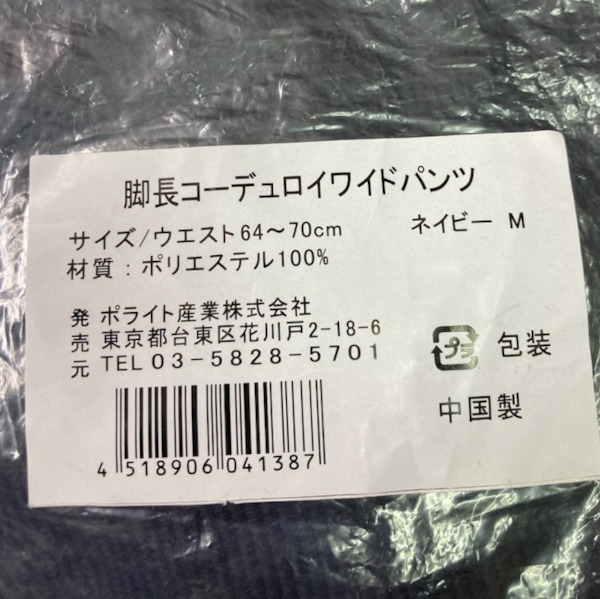 脚長コーデュロイワイドパンツ
サイズ/ウエスト64～70cm ネイビー M
材質：ポリエステル100%
発売元
ポライト産業株式会社
東京都台東区花川戸2-18-6
TEL 03-5828-5701
プラ 包装
中国製
4 518906 041387